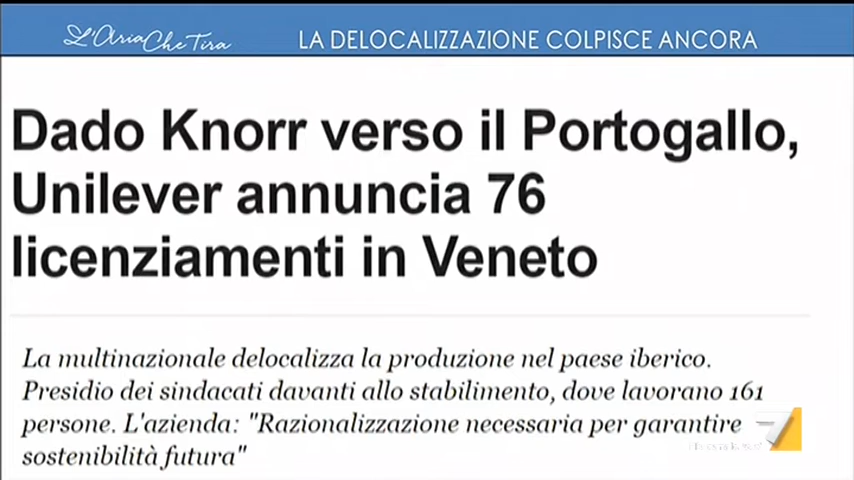 L'Aria Che Tira
LA DELOCALIZZAZIONE COLPISCE ANCORA
Dado Knorr verso il Portogallo,
Unilever annuncia 76
licenziamenti in Veneto
La multinazionale delocalizza la produzione nel paese iberico.
Presidio dei sindacati davanti allo stabilimento, dove lavorano 161
persone. L'azienda: "Razionalizzazione necessaria per garantire
sostenibilità futura"
7